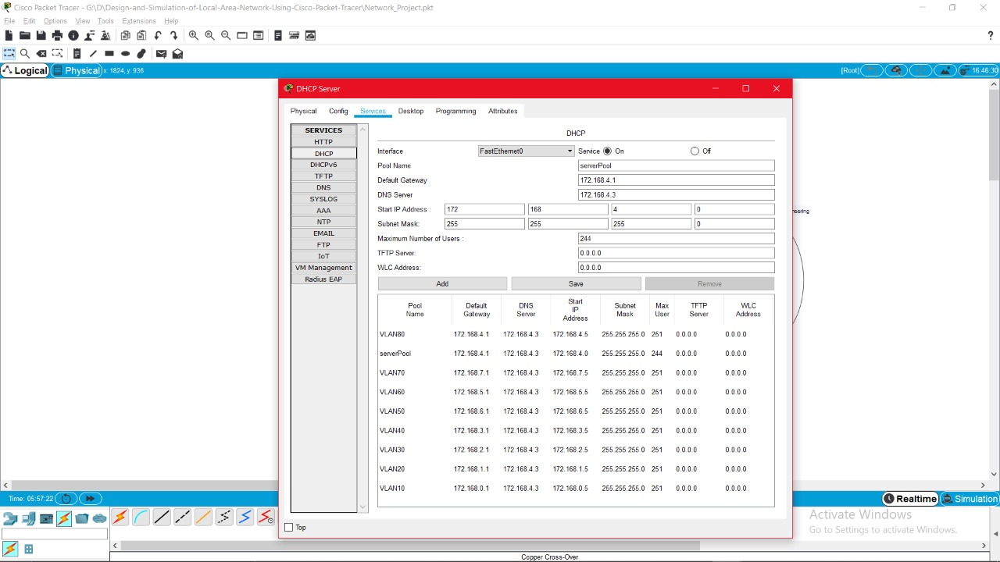 Cisco Packet Tracer - G:\D\Design-and-Simulation-of-Local-Area-Network-Using-Cisco-Packet-Tracer\Network_Project.pkt
File Edit Options View Tools Extensions Help
?
Logical Physical x: 1824, y: 936 [Root] 16:46:30
DHCP Server
Physical Config Services Desktop Programming Attributes
SERVICES
HTTP
DHCP
DHCPv6
TFTP
DNS
SYSLOG
AAA
NTP
EMAIL
FTP
IoT
VM Management
Radius EAP
DHCP
Interface FastEthernet0 Service On Off
Pool Name serverPool
Default Gateway 172.168.4.1
DNS Server 172.168.4.3
Start IP Address : 172 168 4 0
Subnet Mask: 255 255 255 0
Maximum Number of Users : 244
TFTP Server: 0.0.0.0
WLC Address: 0.0.0.0
Add Save Remove
Pool Name Default Gateway DNS Server Start IP Address Subnet Mask Max User TFTP Server WLC Address
VLAN80 172.168.4.1 172.168.4.3 172.168.4.5 255.255.255.0 251 0.0.0.0 0.0.0.0
serverPool 172.168.4.1 172.168.4.3 172.168.4.0 255.255.255.0 244 0.0.0.0 0.0.0.0
VLAN70 172.168.7.1 172.168.4.3 172.168.7.5 255.255.255.0 251 0.0.0.0 0.0.0.0
VLAN60 172.168.5.1 172.168.4.3 172.168.5.5 255.255.255.0 251 0.0.0.0 0.0.0.0
VLAN50 172.168.6.1 172.168.4.3 172.168.6.5 255.255.255.0 251 0.0.0.0 0.0.0.0
VLAN40 172.168.3.1 172.168.4.3 172.168.3.5 255.255.255.0 251 0.0.0.0 0.0.0.0
VLAN30 172.168.2.1 172.168.4.3 172.168.2.5 255.255.255.0 251 0.0.0.0 0.0.0.0
VLAN20 172.168.1.1 172.168.4.3 172.168.1.5 255.255.255.0 251 0.0.0.0 0.0.0.0
VLAN10 172.168.0.1 172.168.4.3 172.168.0.5 255.255.255.0 251 0.0.0.0 0.0.0.0
Top
neering
Time: 05:57:22 Realtime Simulation
Activate Windows
Go to Settings to activate Windows.
Copper Cross-Over